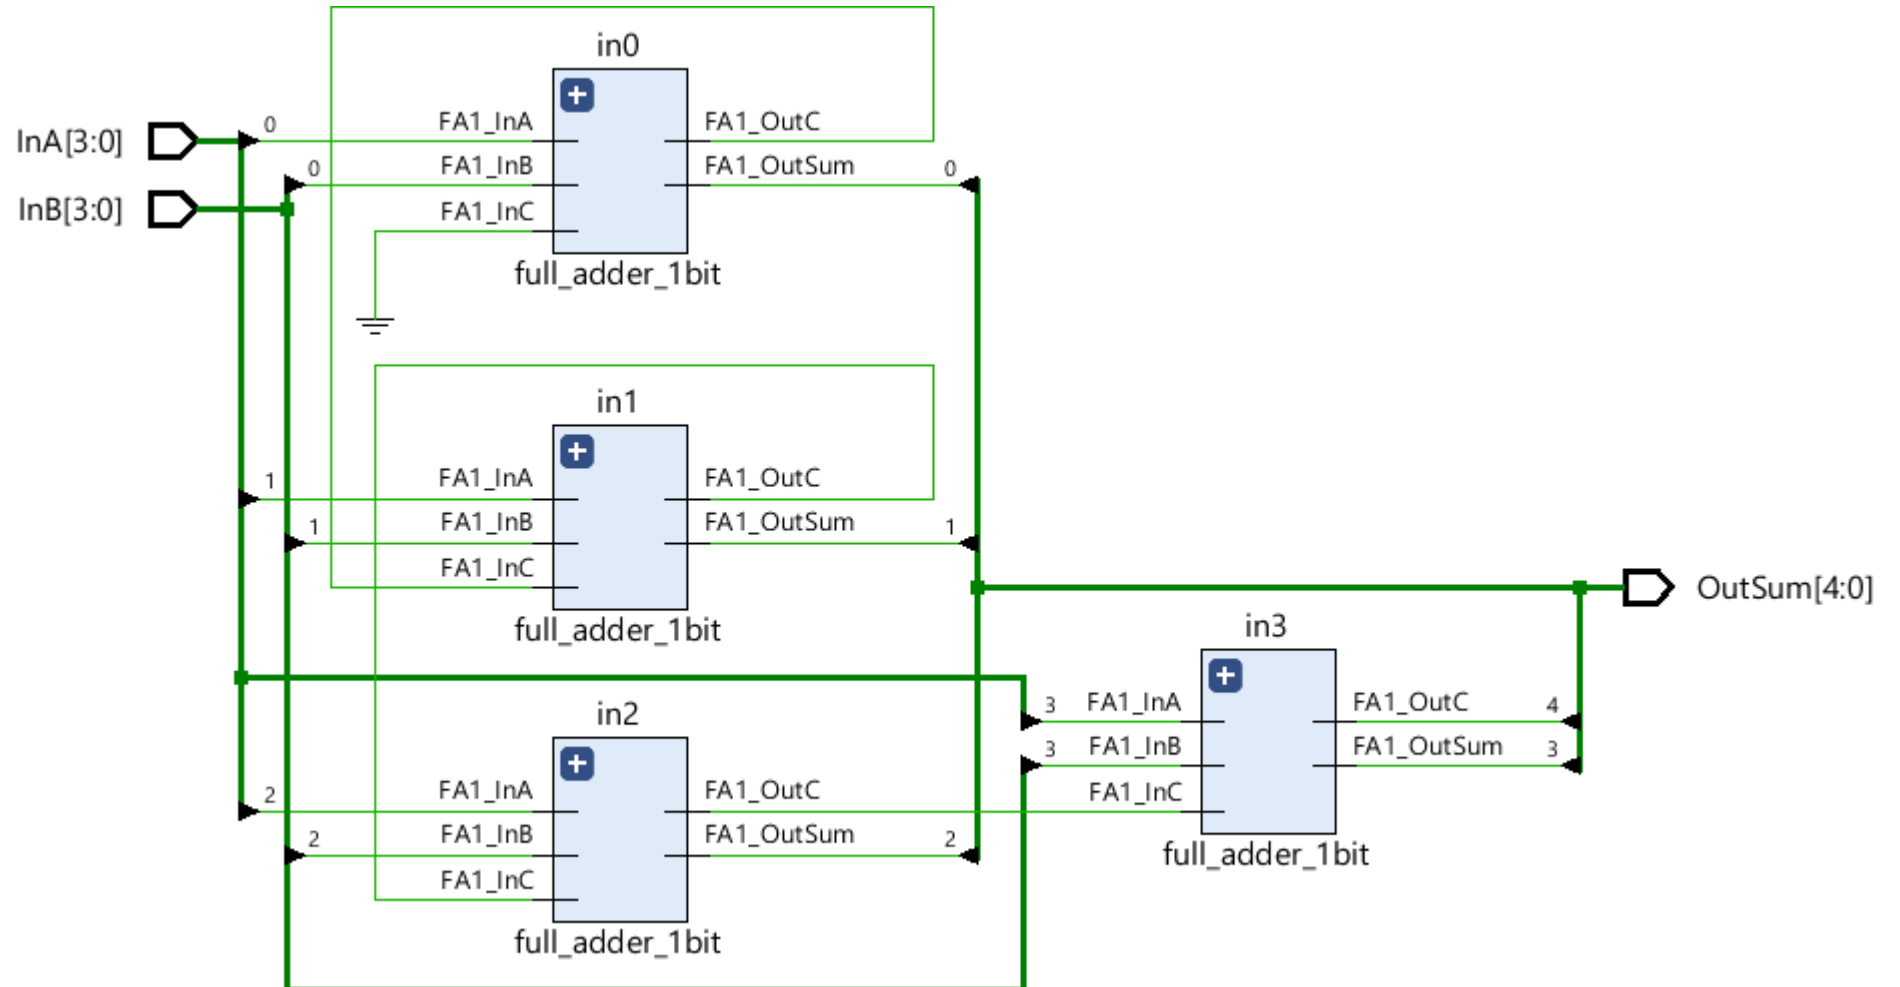 in0
InA[3:0]
0
FA1_InA
FA1_OutC
0
FA1_InB
FA1_OutSum
0
InB[3:0]
FA1_InC
full_adder_1bit
in1
1
FA1_InA
FA1_OutC
1
FA1_InB
FA1_OutSum
1
FA1_InC
full_adder_1bit
OutSum[4:0]
in3
3
FA1_InA
FA1_OutC
4
3
FA1_InB
FA1_OutSum
3
FA1_InC
full_adder_1bit
in2
2
FA1_InA
FA1_OutC
2
FA1_InB
FA1_OutSum
2
FA1_InC
full_adder_1bit